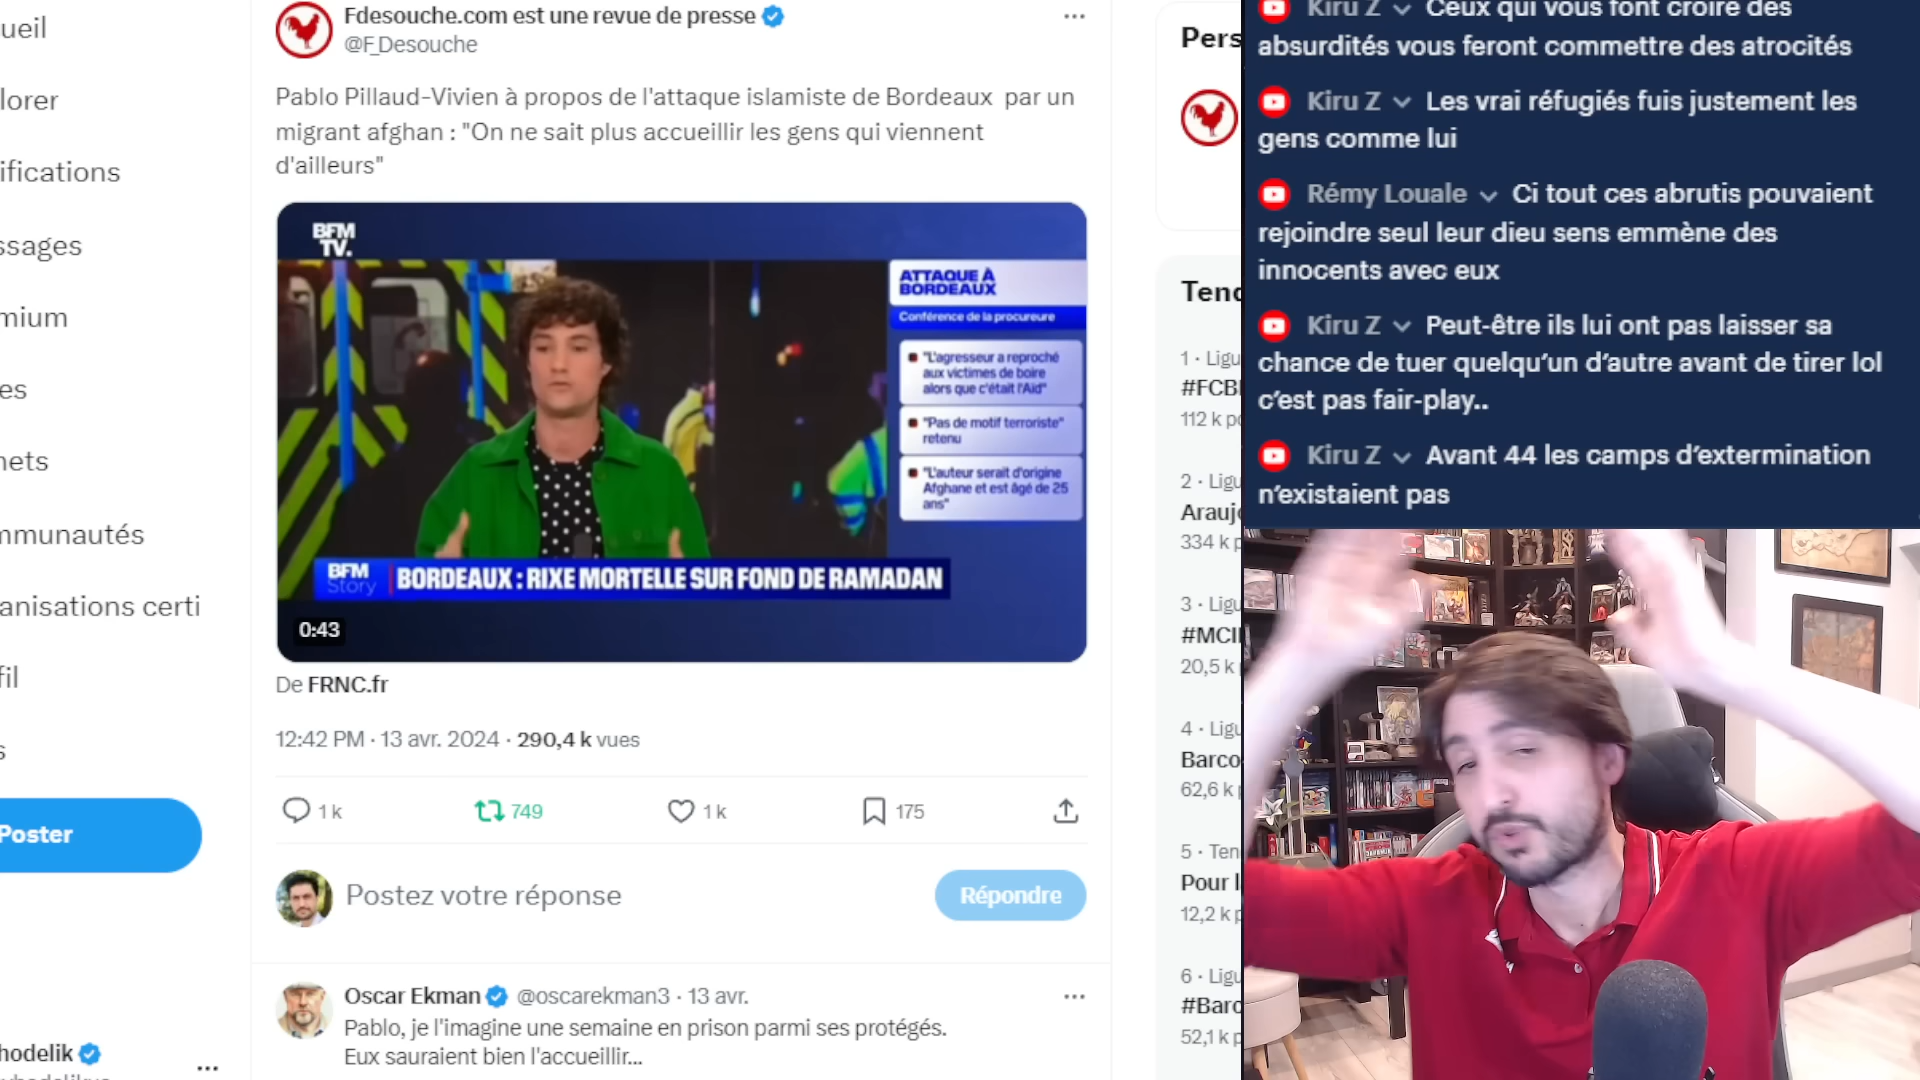 ueil
lorer
ifications
ssages
mium
es
nets
mmunautés
anisations certi
fil
s
Poster
hodelik
...
Fdesouche.com est une revue de presse
@F_Desouche
Pablo Pillaud-Vivien à propos de l'attaque islamiste de Bordeaux par un
migrant afghan : "On ne sait plus accueillir les gens qui viennent
d'ailleurs"
BFM
TV.
ATTAQUE À
BORDEAUX
Conférence de la procureure
"L'agresseur a reproché
aux victimes de boire
alors que c'était l'Aïd"
"Pas de motif terroriste"
retenu
"L'auteur serait d'origine
Afghane et est âgé de 25
ans"
BFM
Story
BORDEAUX : RIXE MORTELLE SUR FOND DE RAMADAN
0:43
De FRNC.fr
12:42 PM · 13 avr. 2024 · 290,4 k vues
1 k
749
1 k
175
Postez votre réponse
Répondre
Oscar Ekman @oscarekman3 · 13 avr.
Pablo, je l'imagine une semaine en prison parmi ses protégés.
Eux sauraient bien l'accueillir...
Pers
Tend
1 · Ligu
#FCB
112 k po
2 · Ligu
Arauj
334 k p
3 · Ligu
#MCI
20,5 k p
4 · Ligu
Barco
62,6 k p
5 · Ten
Pour l
12,2 k p
6 · Ligu
#Barc
52,1 k p
Kiru Z Ceux qui vous font croire des
absurdités vous feront commettre des atrocités
Kiru Z Les vrai réfugiés fuis justement les
gens comme lui
Rémy Louale Ci tout ces abrutis pouvaient
rejoindre seul leur dieu sens emmène des
innocents avec eux
Kiru Z Peut-être ils lui ont pas laisser sa
chance de tuer quelqu'un d'autre avant de tirer lol
c'est pas fair-play..
Kiru Z Avant 44 les camps d'extermination
n'existaient pas